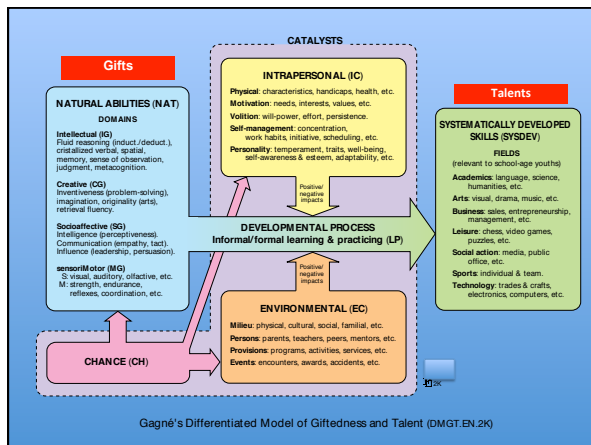 CATALYSTS
Gifts
NATURAL ABILITIES (NAT)
DOMAINS
Intellectual (IG)
Fluid reasoning (induct./deduct.),
cristallized verbal, spatial,
memory, sense of observation,
judgment, metacognition.
Creative (CG)
Inventiveness (problem-solving),
imagination, originality (arts),
retrieval fluency.
Socioaffective (SG)
Intelligence (perceptiveness).
Communication (empathy, tact).
Influence (leadership, persuasion).
sensoriMotor (MG)
S: visual, auditory, olfactive, etc.
M: strength, endurance,
reflexes, coordination, etc.
INTRAPERSONAL (IC)
Physical: characteristics, handicaps, health, etc.
Motivation: needs, interests, values, etc.
Volition: will-power, effort, persistence.
Self-management: concentration,
work habits, initiative, scheduling, etc.
Personality: temperament, traits, well-being,
self-awareness & esteem, adaptability, etc.
Positive/
negative
impacts
DEVELOPMENTAL PROCESS
Informal/formal learning & practicing (LP)
Positive/
negative
impacts
ENVIRONMENTAL (EC)
Milieu: physical, cultural, social, familial, etc.
Persons: parents, teachers, peers, mentors, etc.
Provisions: programs, activities, services, etc.
Events: encounters, awards, accidents, etc.
CHANCE (CH)
Talents
SYSTEMATICALLY DEVELOPED
SKILLS (SYSDEV)
FIELDS
(relevant to school-age youths)
Academics: language, science,
humanities, etc.
Arts: visual, drama, music, etc.
Business: sales, entrepreneurship,
management, etc.
Leisure: chess, video games,
puzzles, etc.
Social action: media, public
office, etc.
Sports: individual & team.
Technology: trades & crafts,
electronics, computers, etc.
2K
Gagné's Differentiated Model of Giftedness and Talent (DMGT.EN.2K)